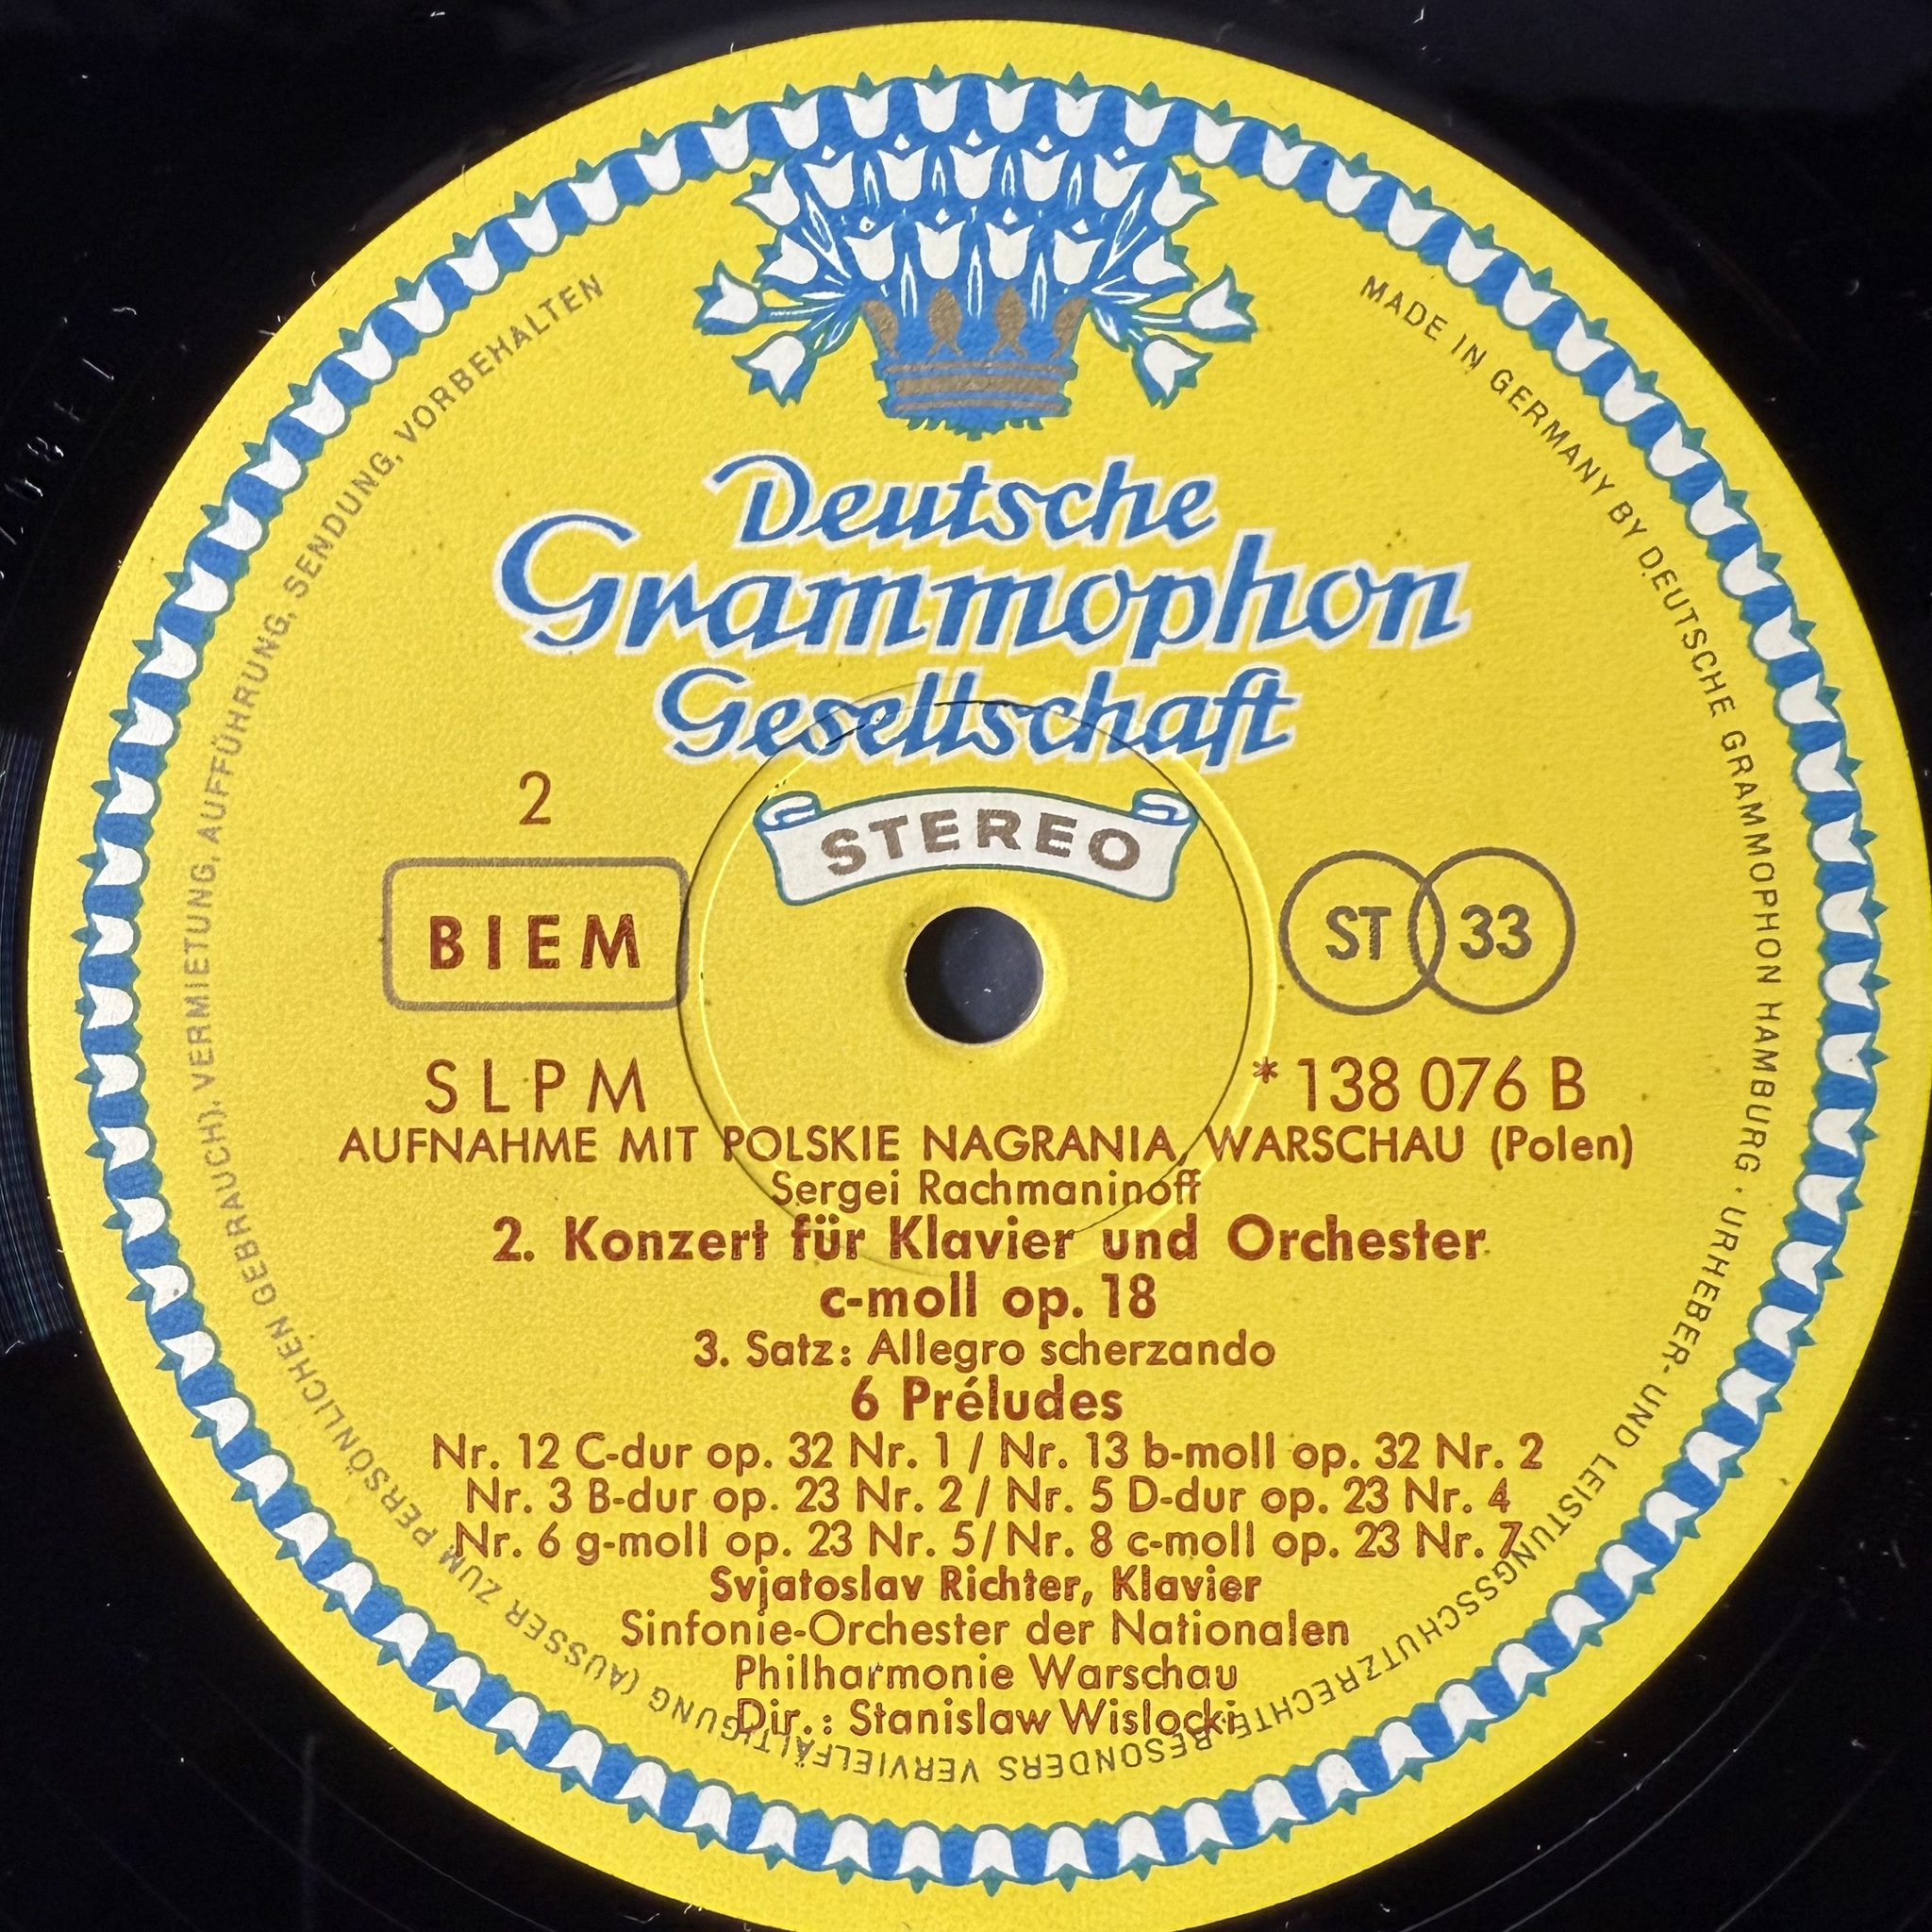 Deutsche
Grammophon
Gesellschaft
STEREO
2
BIEM
ST 33
SLPM
* 138 076 B
AUFNAHME MIT POLSKIE NAGRANIA, WARSCHAU (Polen)
Sergei Rachmaninoff
2. Konzert für Klavier und Orchester
c-moll op. 18
3. Satz: Allegro scherzando
6 Préludes
Nr. 12 C-dur op. 32 Nr. 1 / Nr. 13 b-moll op. 32 Nr. 2
Nr. 3 B-dur op. 23 Nr. 2 / Nr. 5 D-dur op. 23 Nr. 4
Nr. 6 g-moll op. 23 Nr. 5 / Nr. 8 c-moll op. 23 Nr. 7
Svjatoslav Richter, Klavier
Sinfonie-Orchester der Nationalen
Philharmonie Warschau
Dir.: Stanislaw Wislocki
MADE IN GERMANY BY DEUTSCHE GRAMMOPHON HAMBURG · URHEBER- UND LEISTUNGSSCHUTZRECHTE, BESONDERS VERVIELFÄLTIGUNG (AUSSER ZUM PERSÖNLICHEN GEBRAUCH), VERMIETUNG, AUFFÜHRUNG, SENDUNG, VORBEHALTEN